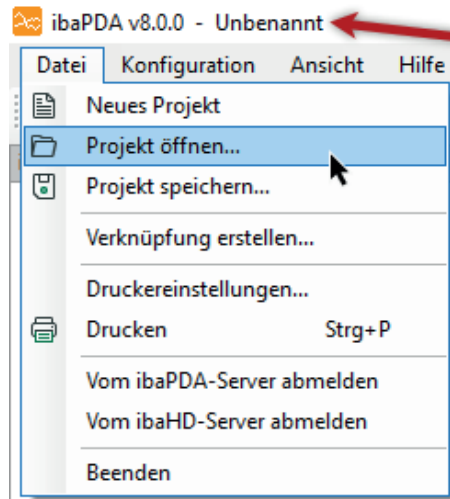 ibaPDA v8.0.0 - Unbenannt
Datei Konfiguration Ansicht Hilfe
Neues Projekt
Projekt öffnen...
Projekt speichern...
Verknüpfung erstellen...
Druckereinstellungen...
Drucken Strg+P
Vom ibaPDA-Server abmelden
Vom ibaHD-Server abmelden
Beenden